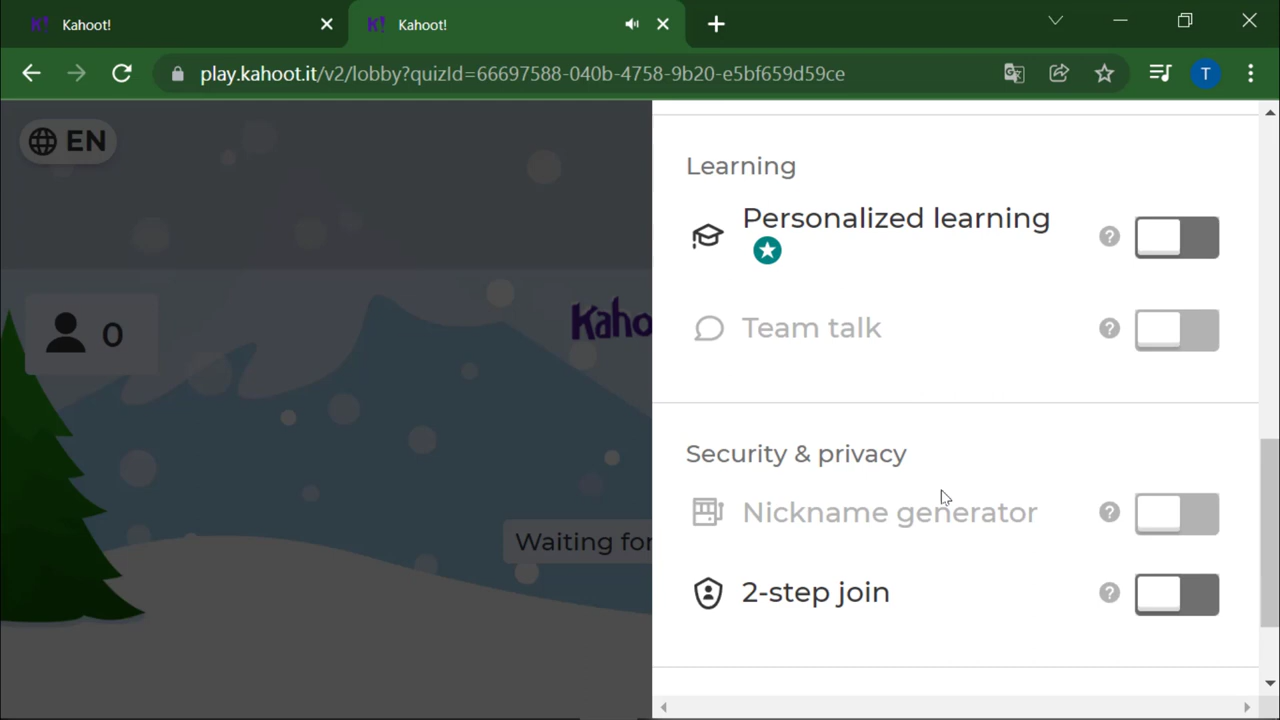 Kahoot!
Kahoot!
play.kahoot.it/v2/lobby?quizId=66697588-040b-4758-9b20-e5bf659d59ce
T
EN
0
Kaho
Waiting for
Learning
Personalized learning
?
Team talk
?
Security & privacy
Nickname generator
?
2-step join
?